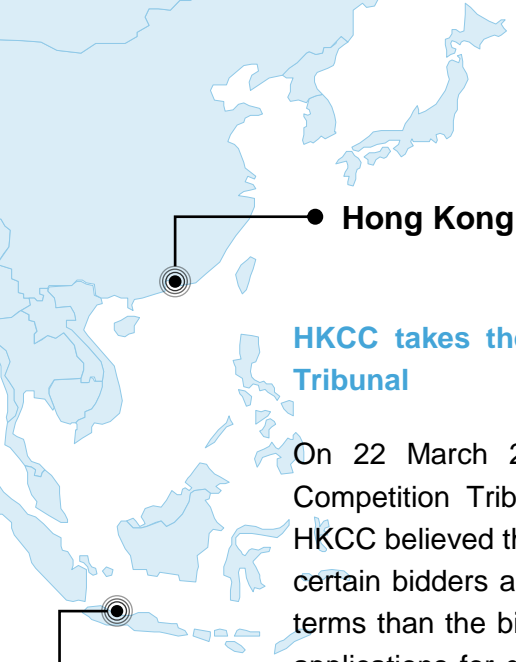 Hong Kong
HKCC takes the
Tribunal
On 22 March 2
Competition Trib
HKCC believed th
certain bidders a
terms than the bi